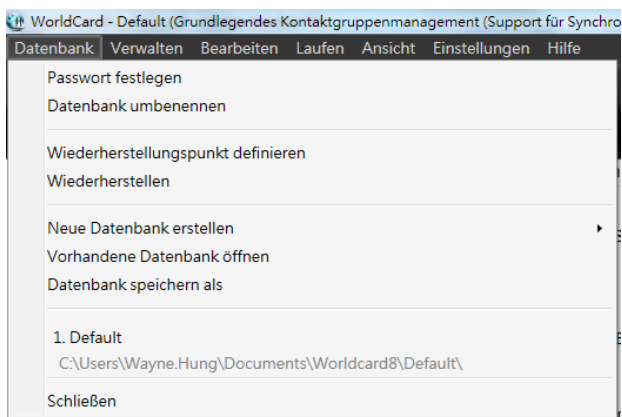 WorldCard - Default (Grundlegendes Kontaktgruppenmanagement (Support für Synchro
Datenbank Verwalten Bearbeiten Laufen Ansicht Einstellungen Hilfe
Passwort festlegen
Datenbank umbenennen
Wiederherstellungspunkt definieren
Wiederherstellen
Neue Datenbank erstellen
Vorhandene Datenbank öffnen
Datenbank speichern als
1. Default
C:\Users\Wayne.Hung\Documents\Worldcard8\Default\
Schließen